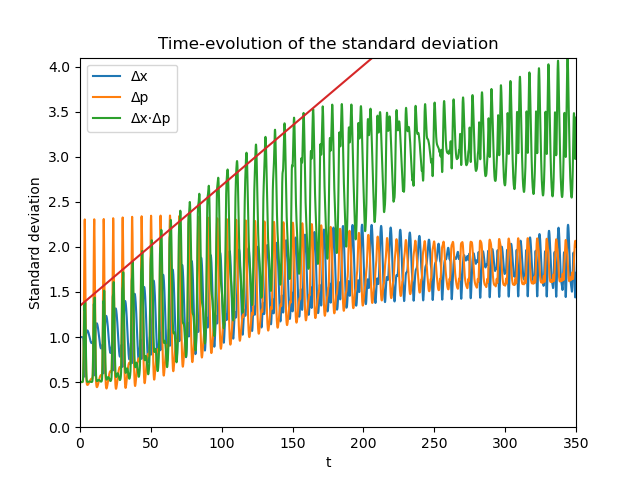 Time-evolution of the standard deviation
Δx
Δp
Δx·Δp
Standard deviation
4.0
3.5
3.0
2.5
2.0
1.5
1.0
0.5
0.0
0 50 100 150 200 250 300 350
t